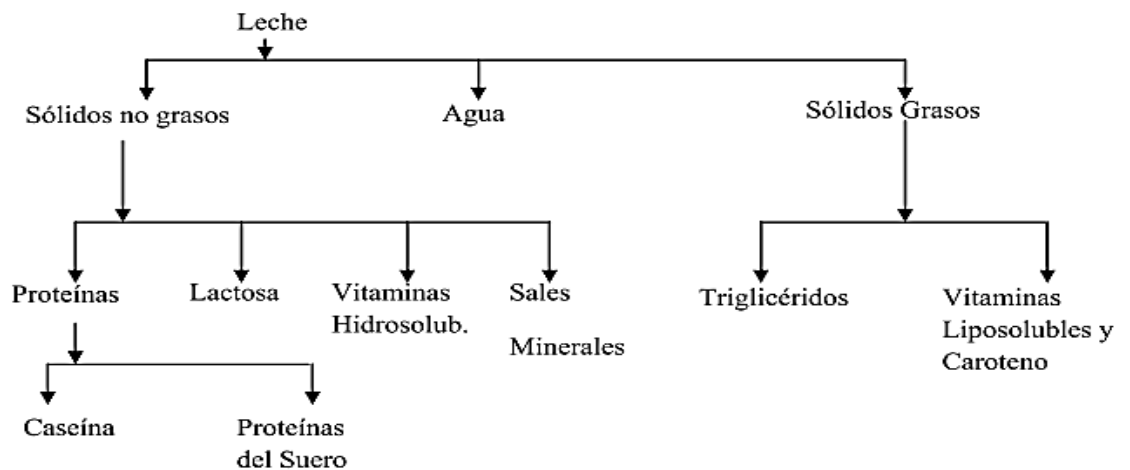 Leche
Sólidos no grasos
Agua
Sólidos Grasos
Proteínas
Lactosa
Vitaminas
Hidrosolub.
Sales
Minerales
Triglicéridos
Vitaminas
Liposolubles y
Caroteno
Caseína
Proteínas
del Suero